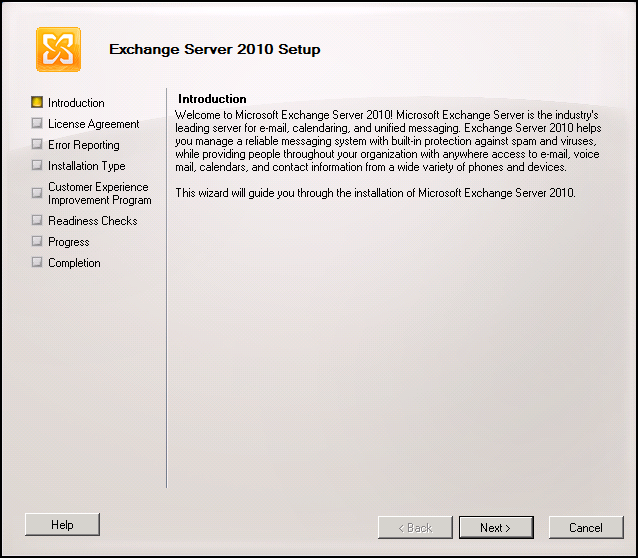 Exchange Server 2010 Setup
Introduction
License Agreement
Error Reporting
Installation Type
Customer Experience
Improvement Program
Readiness Checks
Progress
Completion
Introduction
Welcome to Microsoft Exchange Server 2010! Microsoft Exchange Server is the industry's
leading server for e-mail, calendaring, and unified messaging. Exchange Server 2010 helps
you manage a reliable messaging system with built-in protection against spam and viruses,
while providing people throughout your organization with anywhere access to e-mail, voice
mail, calendars, and contact information from a wide variety of phones and devices.
This wizard will guide you through the installation of Microsoft Exchange Server 2010.
Help
< Back
Next >
Cancel